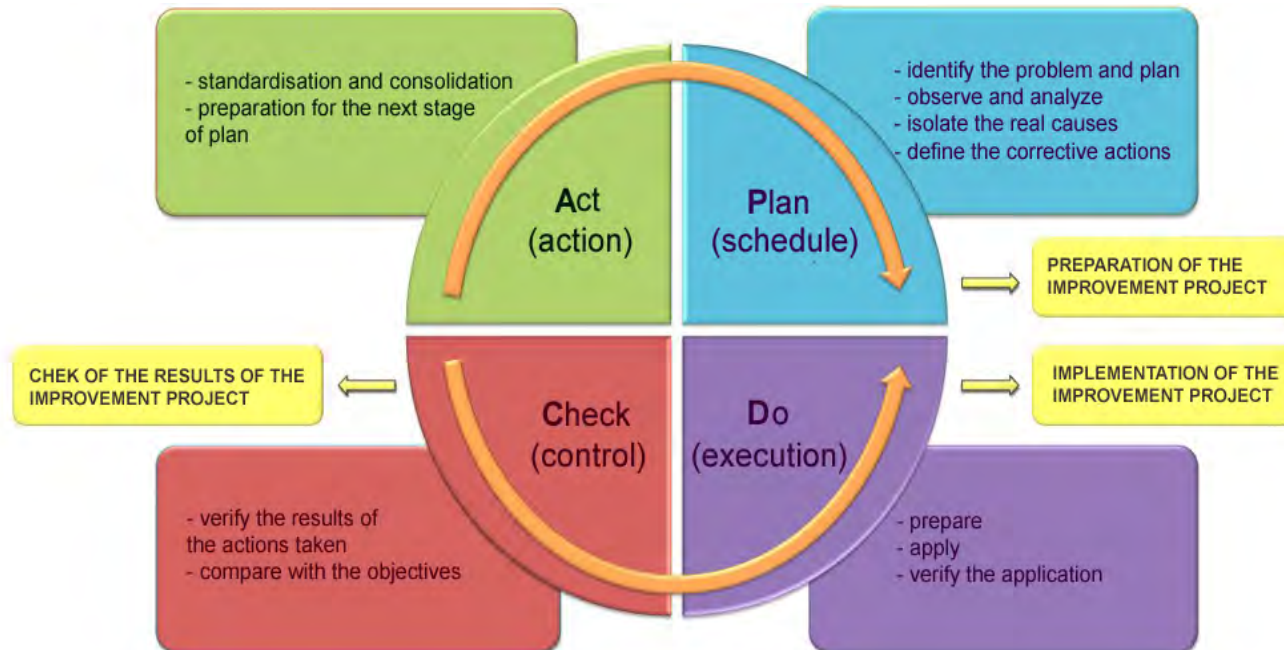 - standardisation and consolidation
- preparation for the next stage
of plan
- identify the problem and plan
- observe and analyze
- isolate the real causes
- define the corrective actions
Act
(action)
Plan
(schedule)
PREPARATION OF THE
IMPROVEMENT PROJECT
CHEK OF THE RESULTS OF THE
IMPROVEMENT PROJECT
Check
(control)
Do
(execution)
IMPLEMENTATION OF THE
IMPROVEMENT PROJECT
- verify the results of
the actions taken
- compare with the objectives
- prepare
- apply
- verify the application